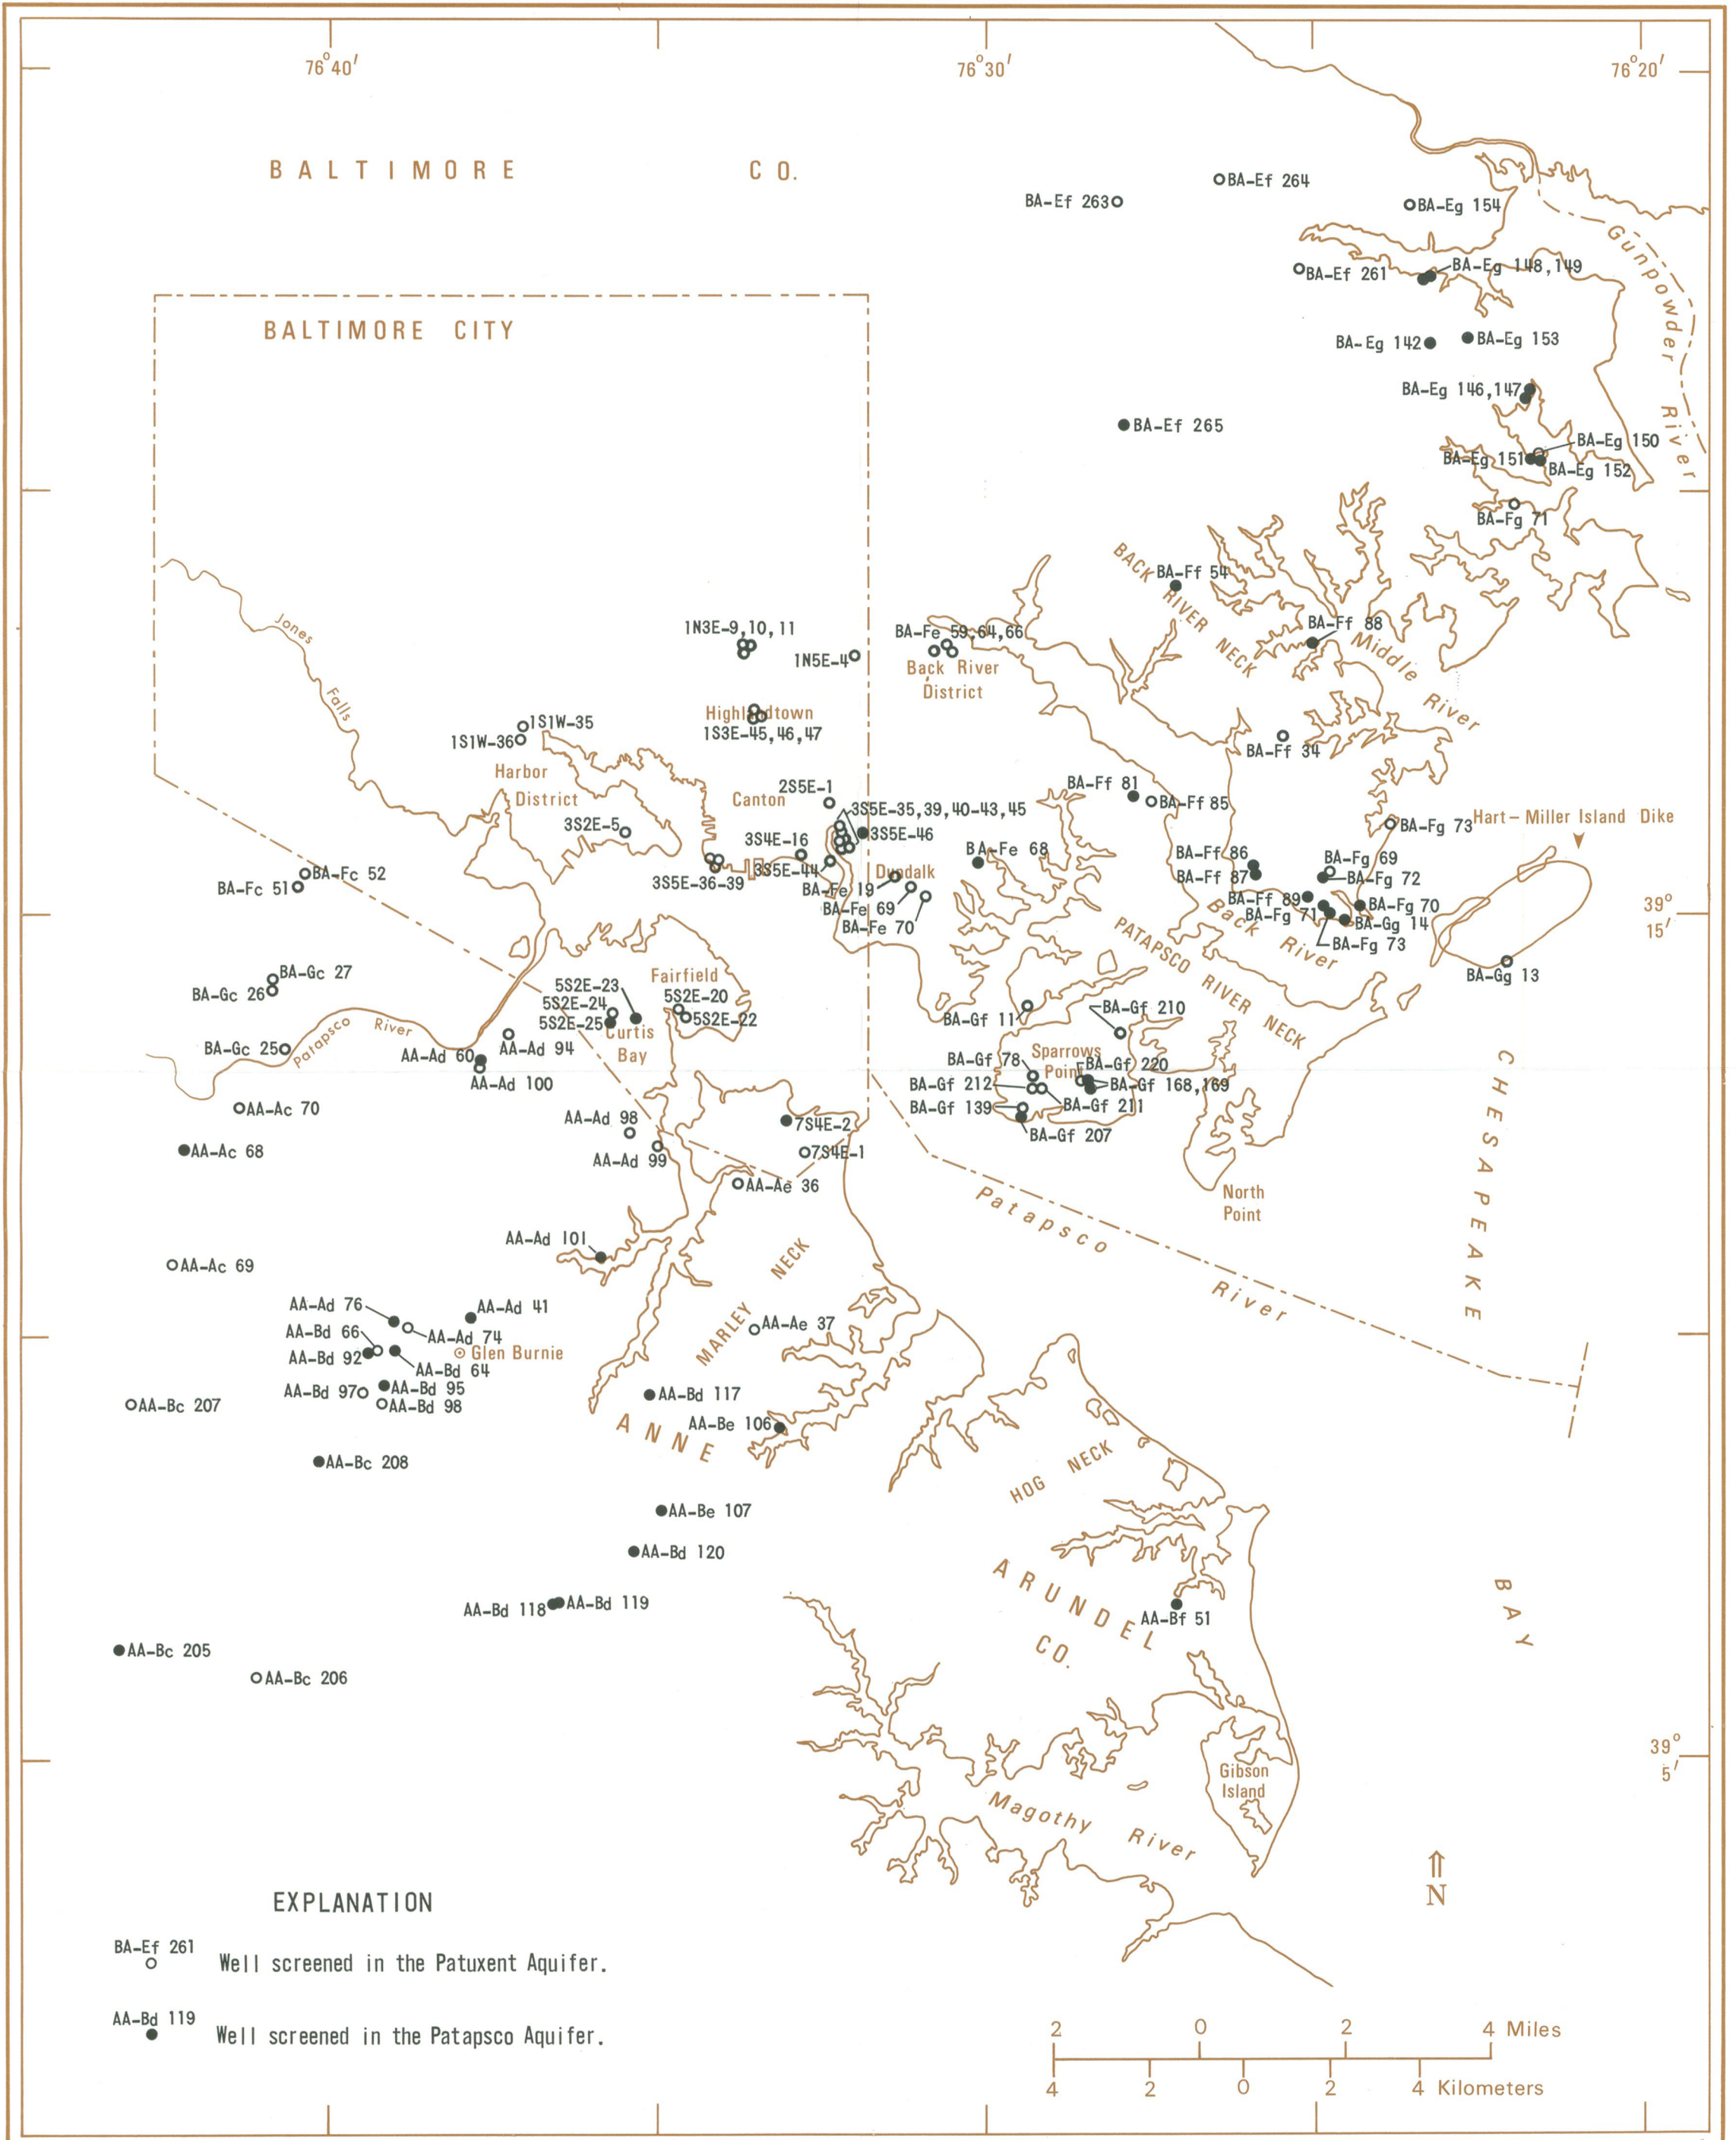 76°40′
76°30′
76°20′
BALTIMORE CO.
BA-Ef 263
BA-Ef 264
BA-Eg 154
Gunpowder River
BA-Ef 261
BA-Eg 148,149
BALTIMORE CITY
BA-Eg 142
BA-Eg 153
BA-Eg 146,147
BA-Ef 265
BA-Eg 150
BA-Eg 151
BA-Eg 152
BA-Fg 71
BACK RIVER NECK
BA-Ff 54
Jones Falls
1N3E-9,10,11
1N5E-4
BA-Fe 59,64,66
Back River
District
BA-Ff 88
Middle River
Highlandtown
1S3E-45,46,47
1S1W-35
1S1W-36
BA-Ff 34
Harbor
District
Canton
2S5E-1
BA-Ff 81
BA-Ff 85
3S5E-35,39,40-43,45
3S5E-46
3S2E-5
3S4E-16
3S5E-44
3S5E-36-39
BA-Fg 73
Hart-Miller Island Dike
BA-Fe 68
Dundalk
BA-Fe 19
BA-Fe 69
BA-Fe 70
BA-Ff 86
BA-Ff 87
BA-Fg 69
BA-Fg 72
BA-Fc 52
BA-Fc 51
BA-Ff 89
BA-Fg 70
BA-Fg 71
BA-Gg 14
BA-Fg 73
39°
15′
Back River
PATAPSCO RIVER NECK
BA-Gg 13
BA-Gc 27
BA-Gc 26
Fairfield
5S2E-23
5S2E-24
5S2E-25
5S2E-20
5S2E-22
Curtis
Bay
BA-Gf 11
BA-Gf 210
Patapsco River
BA-Gc 25
AA-Ad 60
AA-Ad 94
AA-Ad 100
BA-Gf 78
Sparrows
Point
BA-Gf 220
BA-Gf 212
BA-Gf 168,169
BA-Gf 139
BA-Gf 211
BA-Gf 207
AA-Ac 70
AA-Ad 98
7S4E-2
AA-Ac 68
AA-Ad 99
7S4E-1
AA-Ae 36
North
Point
CHESAPEAKE BAY
Patapsco River
AA-Ad 101
AA-Ac 69
MARLEY NECK
AA-Ad 76
AA-Ad 41
AA-Ad 74
AA-Bd 66
AA-Ae 37
AA-Bd 92
Glen Burnie
AA-Bd 64
AA-Bd 97
AA-Bd 95
AA-Bd 98
AA-Bc 207
AA-Bd 117
AA-Be 106
ANNE
AA-Bc 208
HOG NECK
AA-Be 107
AA-Bd 120
ARUNDEL
CO.
AA-Bd 118
AA-Bd 119
AA-Bf 51
AA-Bc 205
AA-Bc 206
39°
5′
Gibson
Island
Magothy River
N
EXPLANATION
BA-Ef 261
Well screened in the Patuxent Aquifer.
AA-Bd 119
Well screened in the Patapsco Aquifer.
2 0 2 4 Miles
4 2 0 2 4 Kilometers